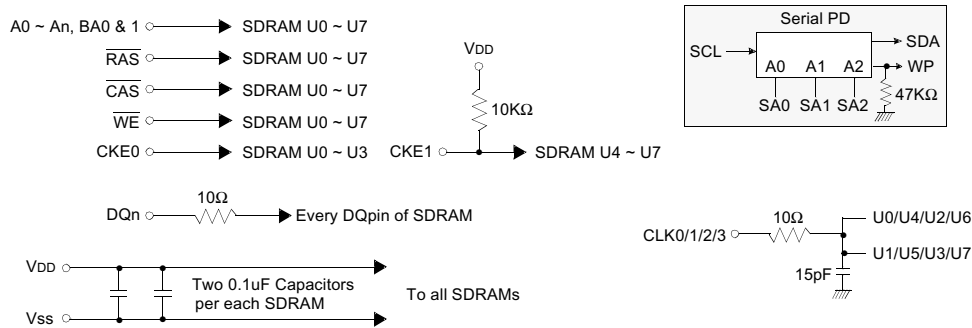 A0 ~ An, BA0 & 1
SDRAM U0 ~ U7
RAS
SDRAM U0 ~ U7
CAS
SDRAM U0 ~ U7
WE
SDRAM U0 ~ U7
CKE0
SDRAM U0 ~ U3
VDD
10KΩ
CKE1
SDRAM U4 ~ U7
Serial PD
SCL
A0 A1 A2
SDA
WP
47KΩ
SA0 SA1 SA2
DQn
10Ω
Every DQpin of SDRAM
CLK0/1/2/3
10Ω
U0/U4/U2/U6
U1/U5/U3/U7
15pF
VDD
Two 0.1uF Capacitors
per each SDRAM
To all SDRAMs
Vss